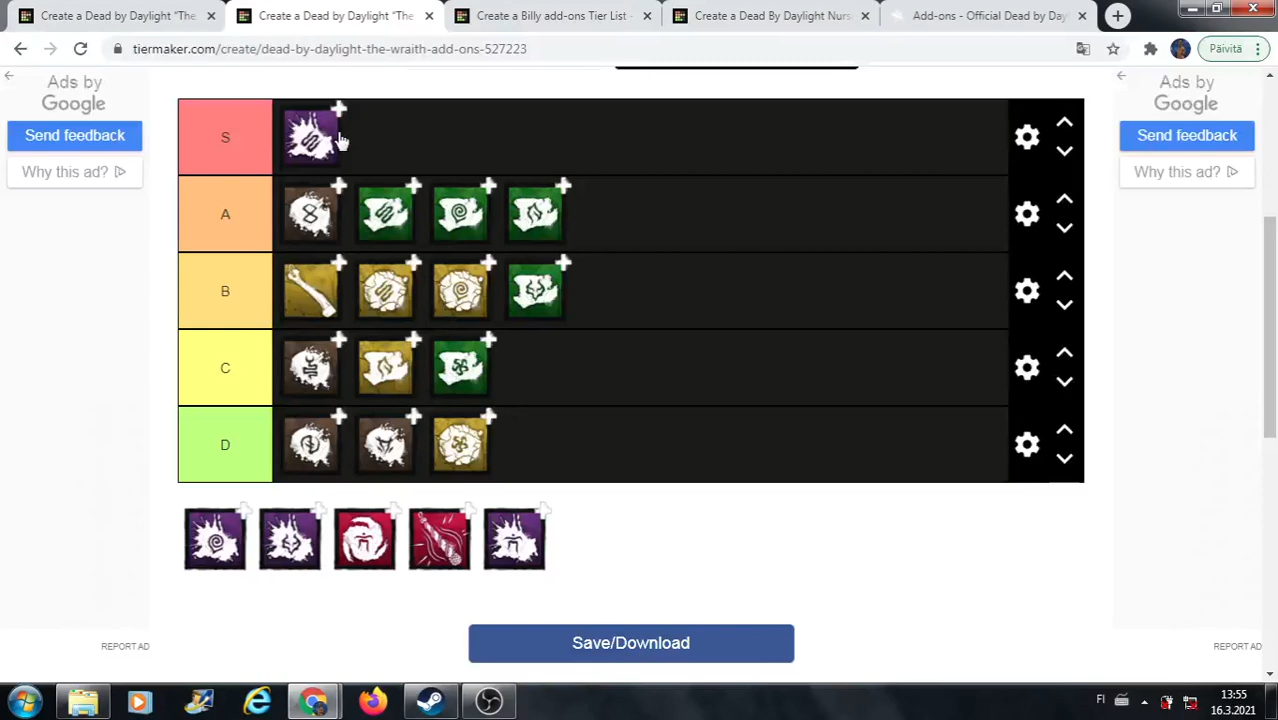 Create a Dead by Daylight "The
Create a Dead by Daylight "The
Create a Billy add-ons Tier List -
Create a Dead By Daylight Nurs
Add-ons - Official Dead by Day
tiermaker.com/create/dead-by-daylight-the-wraith-add-ons-527223
Päivitä
Ads by
Google
Send feedback
Why this ad?
Ads by
Google
Send feedback
Why this ad?
S
A
B
C
D
REPORT AD
Save/Download
REPORT AD
FI
13:55
16.3.2021